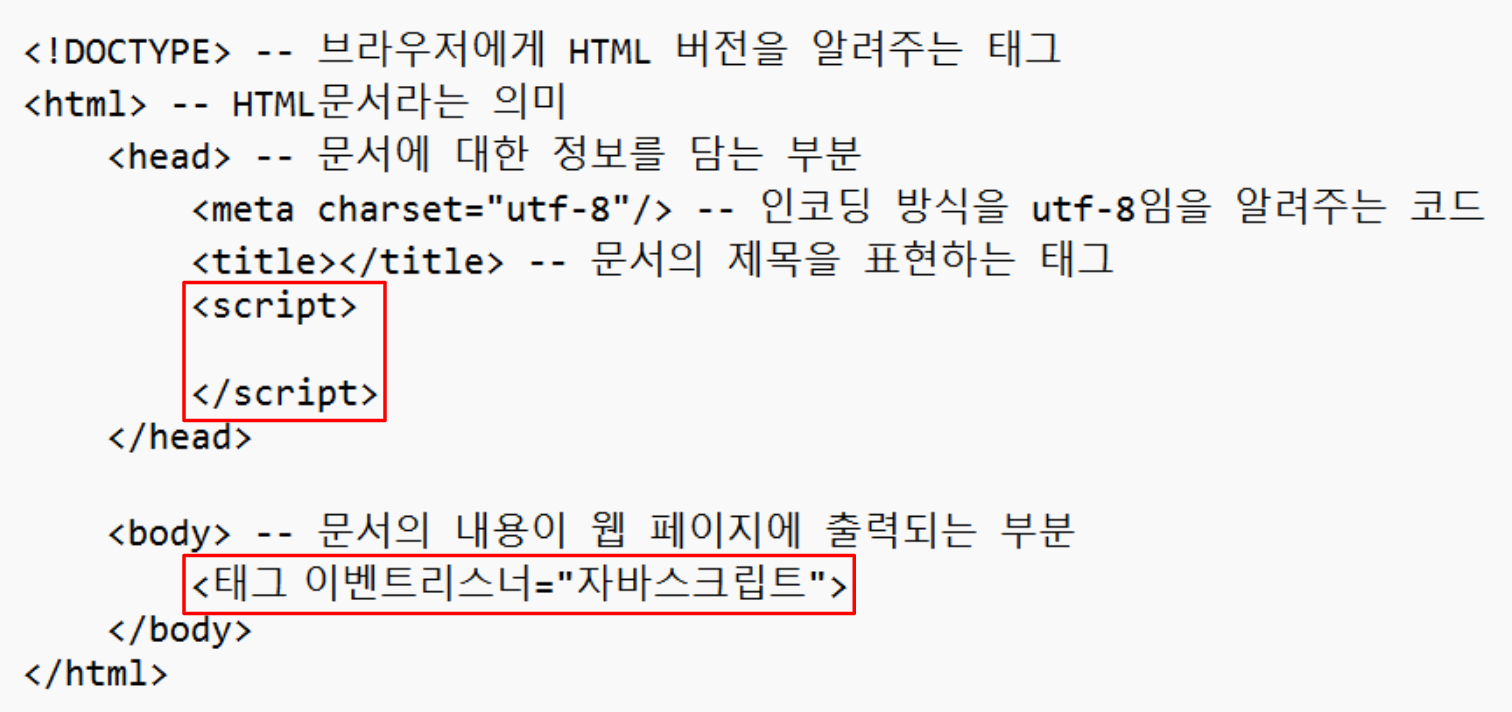 <!DOCTYPE> -- 브라우저에게 HTML 버전을 알려주는 태그
<html> -- HTML문서라는 의미
<head> -- 문서에 대한 정보를 담는 부분
<meta charset="utf-8"/> -- 인코딩 방식을 utf-8임을 알려주는 코드
<title></title> -- 문서의 제목을 표현하는 태그
<script>
</script>
</head>
<body> -- 문서의 내용이 웹 페이지에 출력되는 부분
<태그 이벤트리스너="자바스크립트">
</body>
</html>